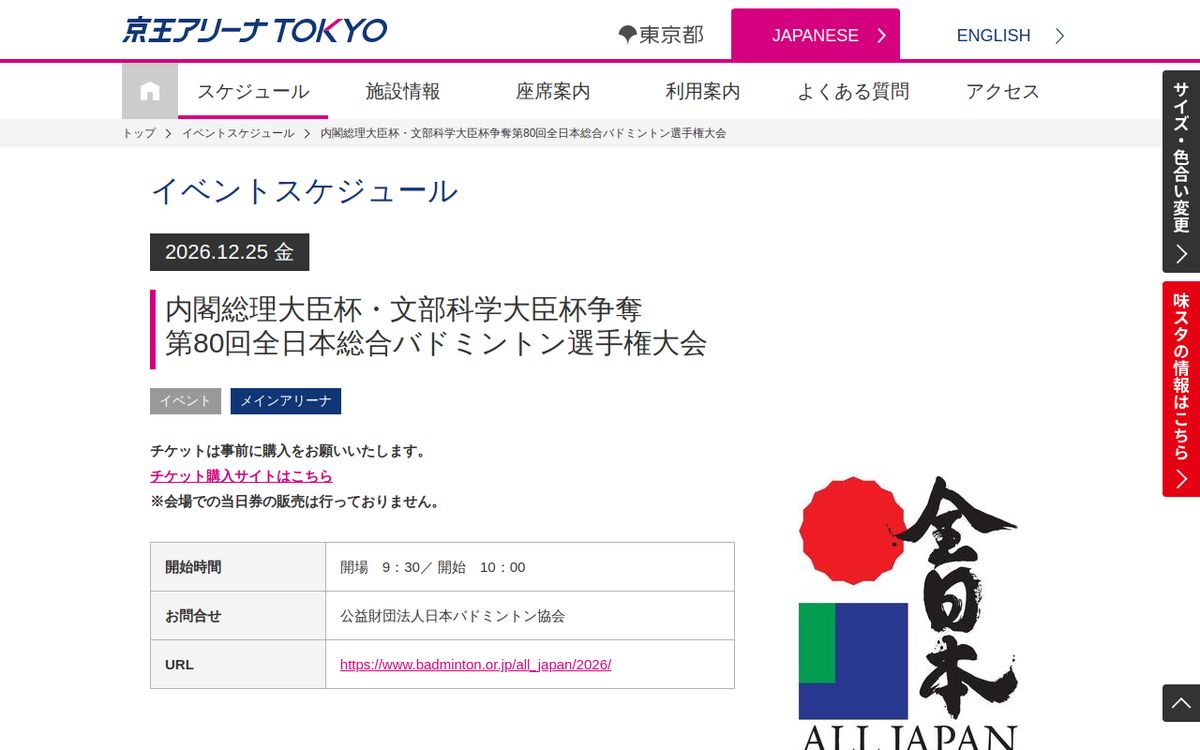 京王アリーナ TOKYO
東京都
JAPANESE
ENGLISH
スケジュール
施設情報
座席案内
利用案内
よくある質問
アクセス
トップ
イベントスケジュール
内閣総理大臣杯・文部科学大臣杯争奪第80回全日本総合バドミントン選手権大会
サイズ・色合い変更
味スタの情報はこちら
イベントスケジュール
2026.12.25 金
内閣総理大臣杯・文部科学大臣杯争奪
第80回全日本総合バドミントン選手権大会
イベント
メインアリーナ
チケットは事前に購入をお願いいたします。
チケット購入サイトはこちら
※会場での当日券の販売は行っておりません。
開始時間
開場　9：30／ 開始　10：00
お問合せ
公益財団法人日本バドミントン協会
URL
https://www.badminton.or.jp/all_japan/2026/
全日本
ALL JAPAN